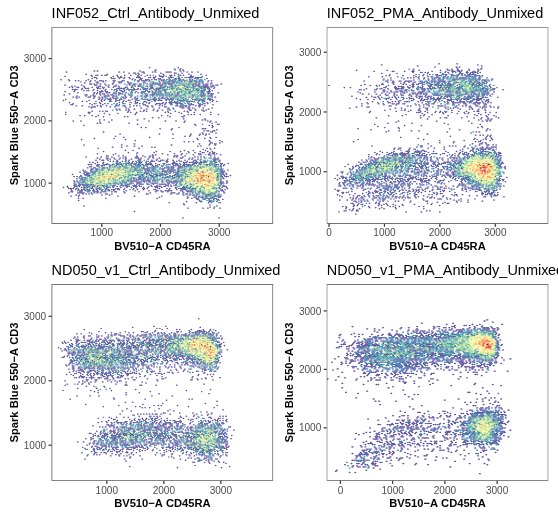 INF052_Ctrl_Antibody_Unmixed
INF052_PMA_Antibody_Unmixed
Spark Blue 550−A CD3
3000
2000
1000
1000
2000
3000
BV510−A CD45RA
Spark Blue 550−A CD3
3000
2000
1000
0
1000
2000
3000
BV510−A CD45RA
ND050_v1_Ctrl_Antibody_Unmixed
ND050_v1_PMA_Antibody_Unmixe
Spark Blue 550−A CD3
3000
2000
1000
1000
2000
3000
BV510−A CD45RA
Spark Blue 550−A CD3
3000
2000
1000
0
1000
2000
3000
BV510−A CD45RA